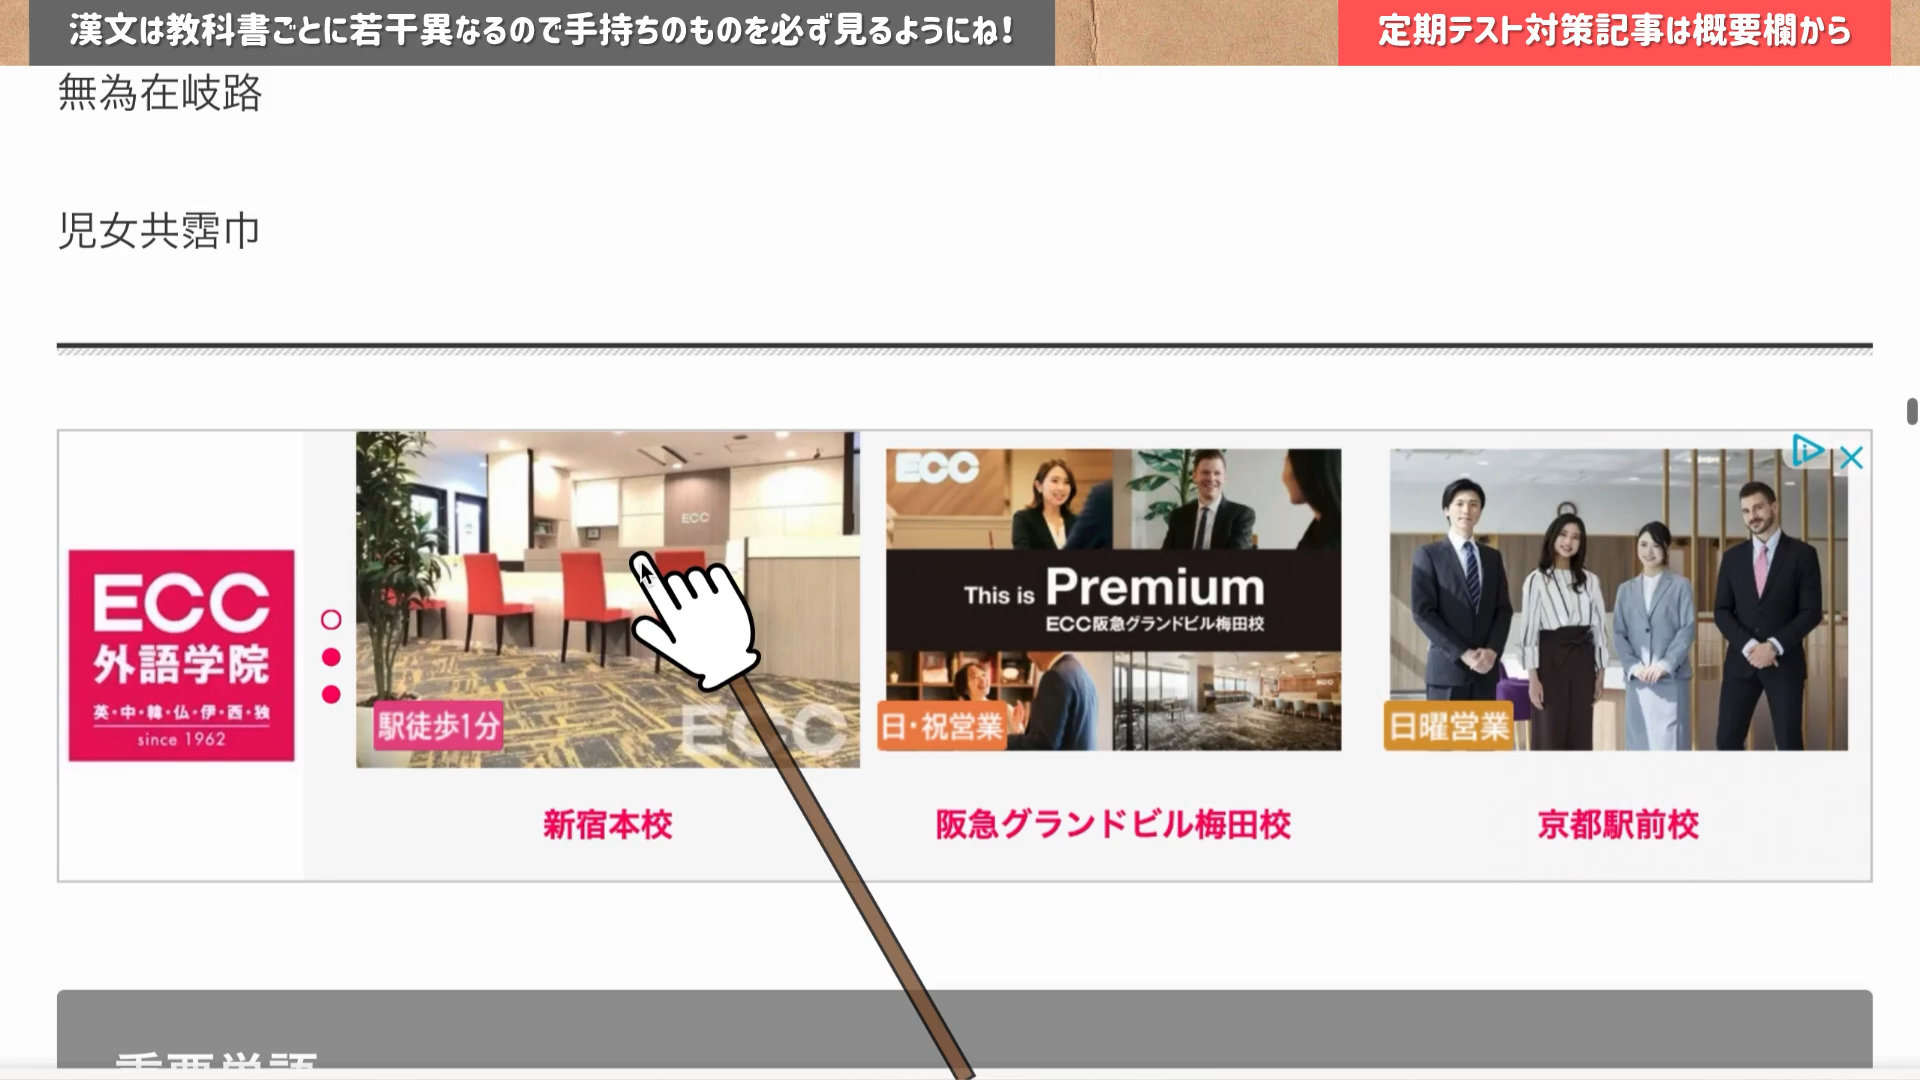 漢文は教科書ごとに若干異なるので手持ちのものを必ず見るようにね!
定期テスト対策記事は概要欄から
無為在岐路
児女共霑巾
ECC
外語学院
英・中・韓・仏・伊・西・独
since 1962
ECC
駅徒歩1分
ECC
新宿本校
ECC
This is Premium
ECC阪急グランドビル梅田校
日・祝営業
阪急グランドビル梅田校
日曜営業
京都駅前校
重要単語